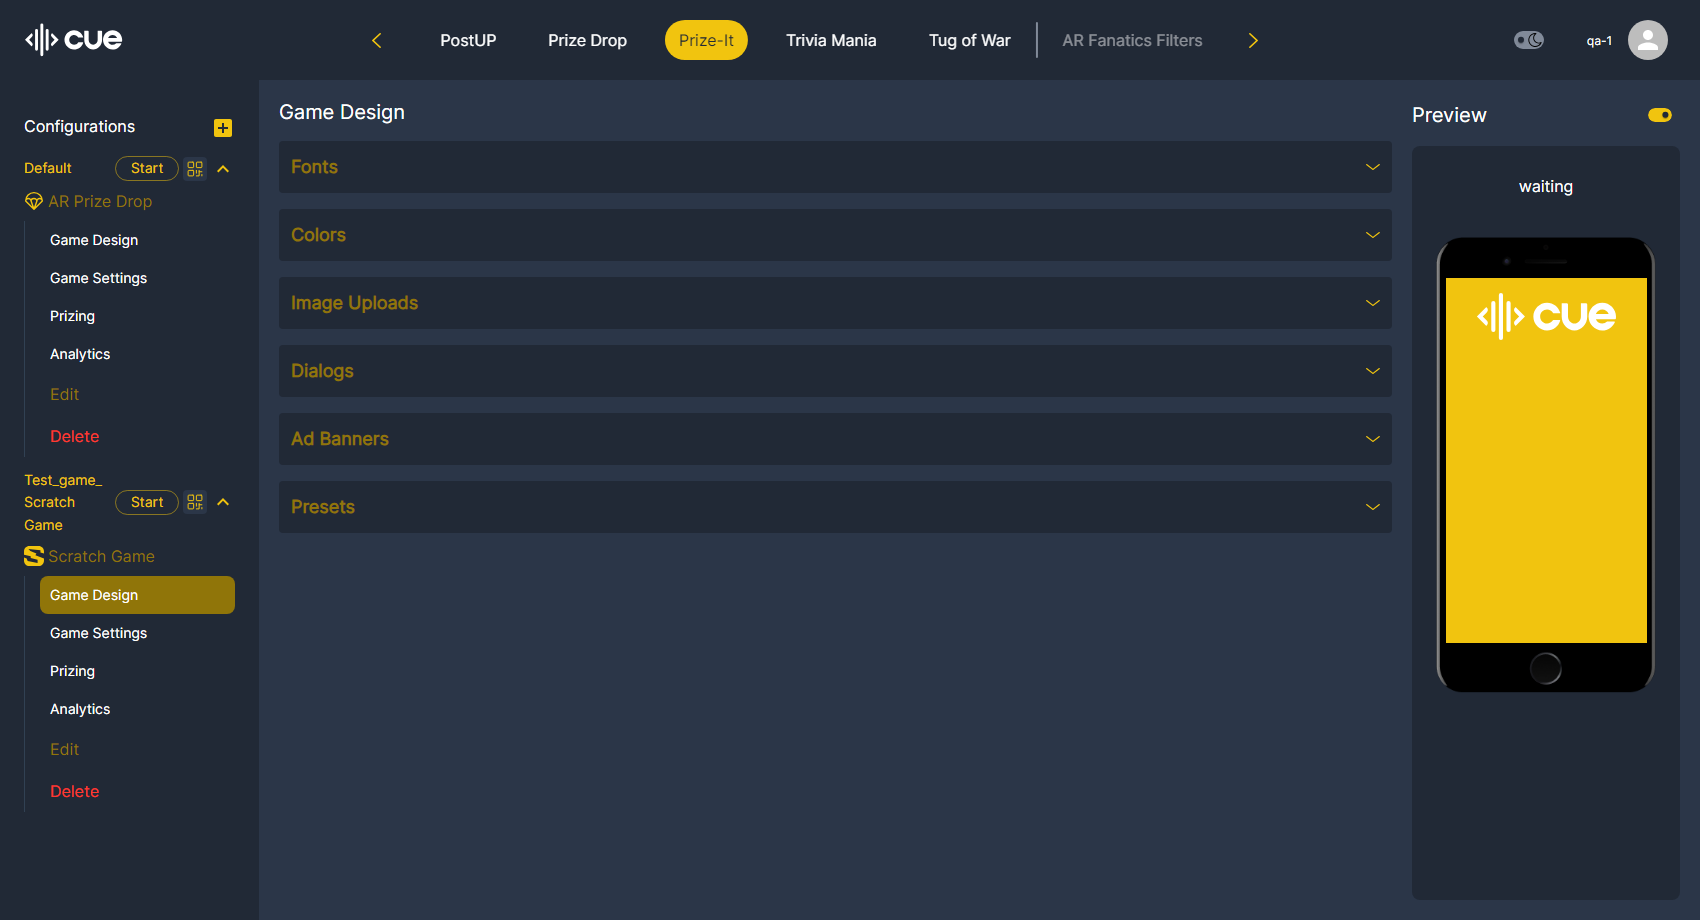 cue
PostUP
Prize Drop
Prize-It
Trivia Mania
Tug of War
AR Fanatics Filters
qa-1
Configurations
Default
Start
AR Prize Drop
Game Design
Game Settings
Prizing
Analytics
Edit
Delete
Test_game_
Scratch
Game
Start
Scratch Game
Game Design
Game Settings
Prizing
Analytics
Edit
Delete
Game Design
Fonts
Colors
Image Uploads
Dialogs
Ad Banners
Presets
Preview
waiting
cue